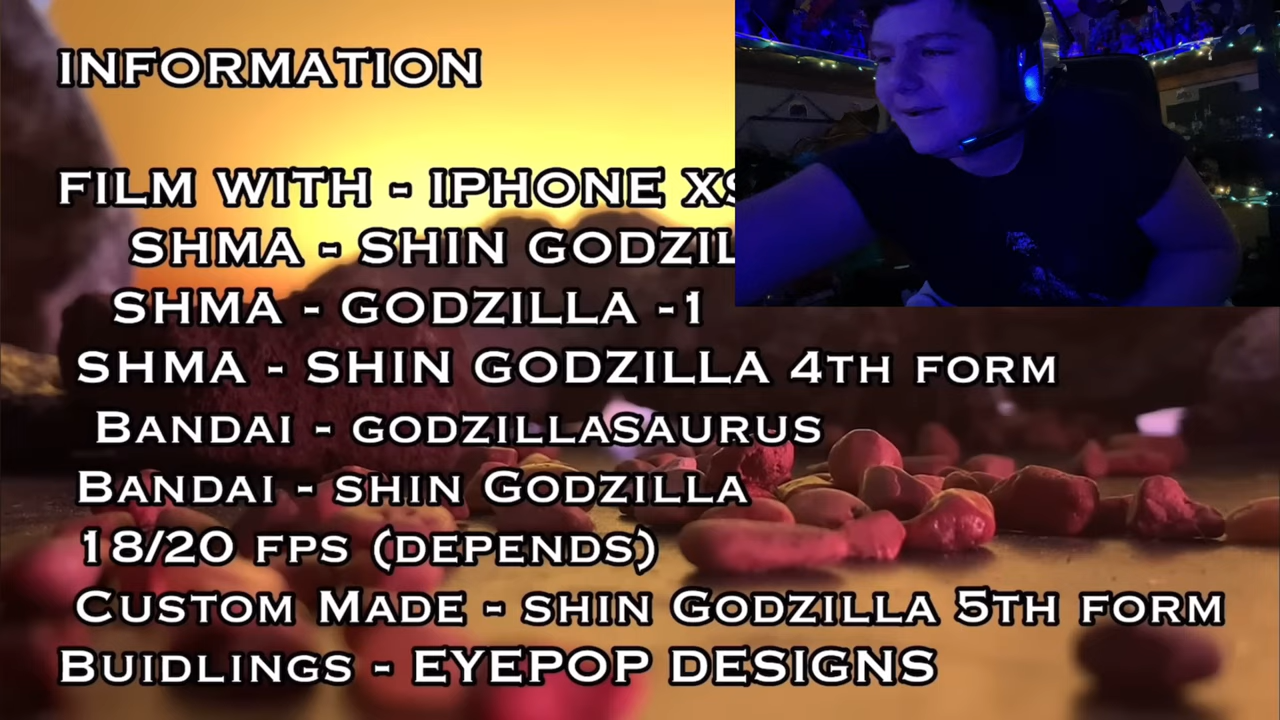 INFORMATION
FILM WITH - IPHONE XS
SHMA - SHIN
SHMA - GODZILLA -1
SHMA - SHIN GODZILLA 4TH FORM
BANDAI - GODZILLASAURUS
BANDAI - SHIN GODZILLA
18/20 FPS (DEPENDS)
CUSTOM MADE - SHIN GODZILLA 5TH FORM
BUIDLINGS - EYEPOP DESIGNS